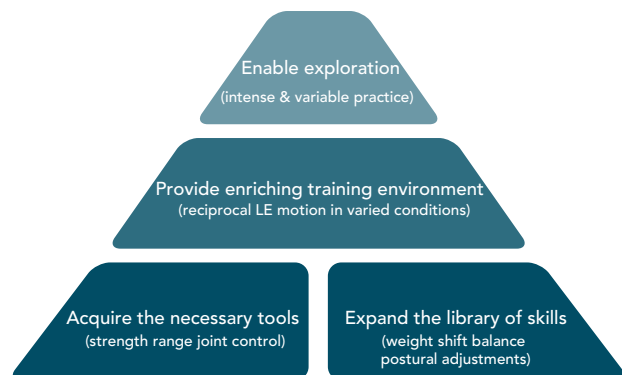 Enable exploration
(intense & variable practice)
Provide enriching training environment
(reciprocal LE motion in varied conditions)
Acquire the necessary tools
(strength range joint control)
Expand the library of skills
(weight shift balance
postural adjustments)